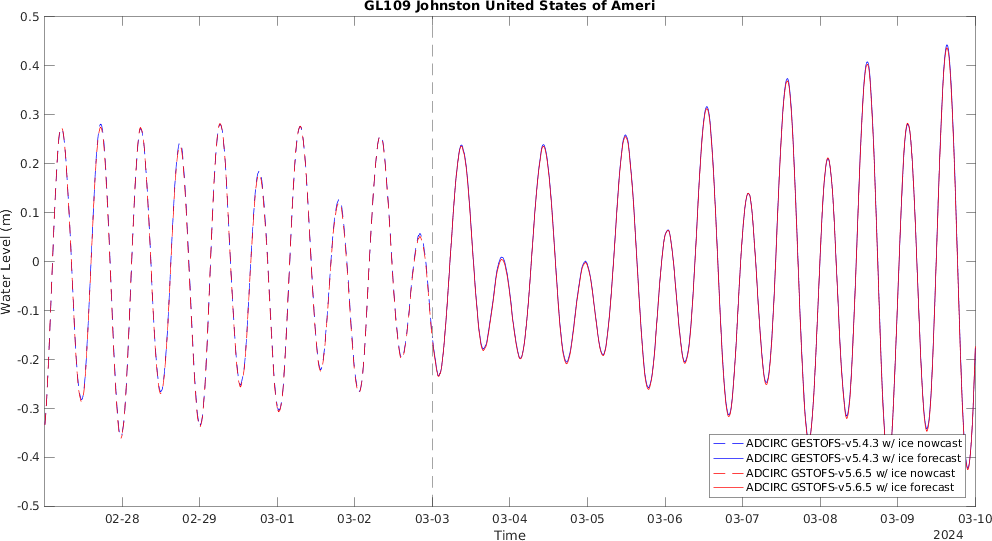 GL109 Johnston United States of Ameri
0.5
0.4
0.3
0.2
0.1
0
-0.1
-0.2
-0.3
-0.4
-0.5
Water Level (m)
ADCIRC GESTOFS-v5.4.3 w/ ice nowcast
ADCIRC GESTOFS-v5.4.3 w/ ice forecast
ADCIRC GSTOFS-v5.6.5 w/ ice nowcast
ADCIRC GSTOFS-v5.6.5 w/ ice forecast
02-28 02-29 03-01 03-02 03-03 03-04 03-05 03-06 03-07 03-08 03-09 03-10
Time
2024